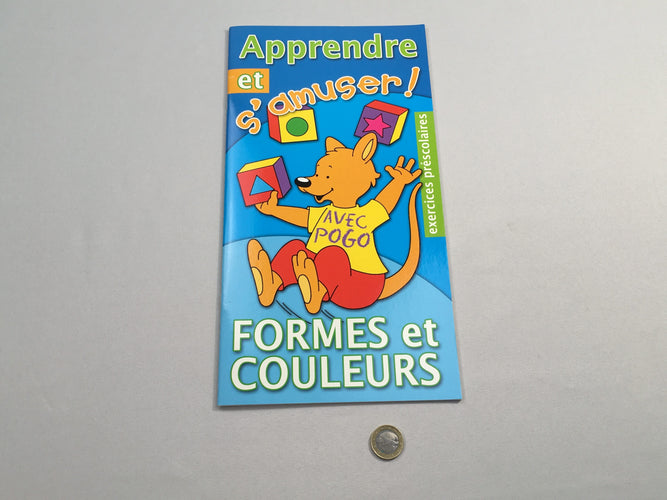 Apprendre
et
s'amuser!
exercices préscolaires
AVEC
POGO
FORMES et
COULEURS